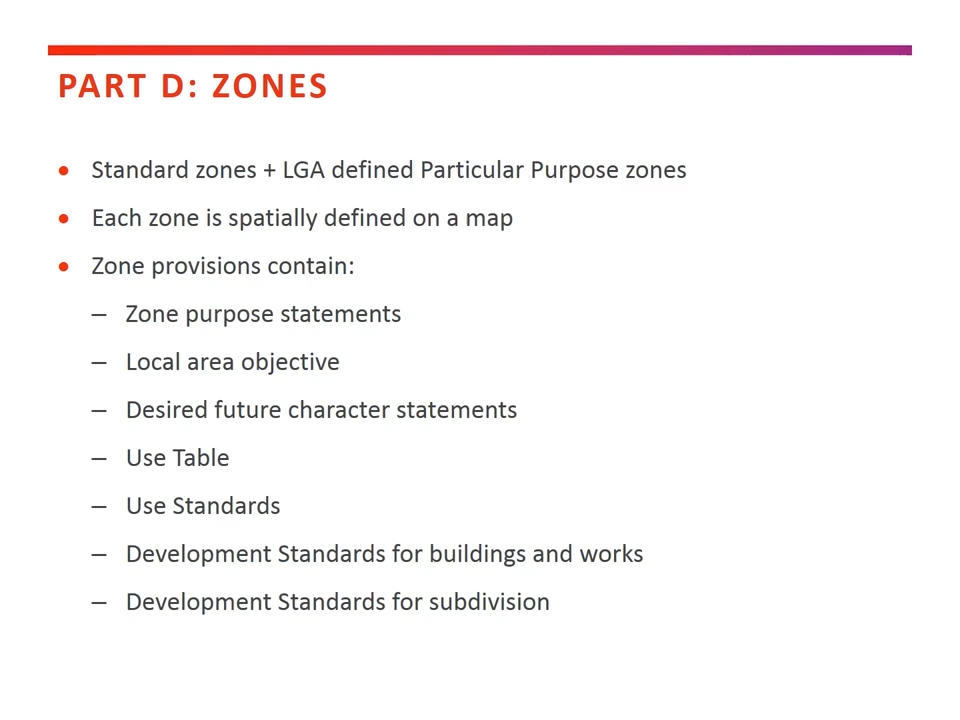 PART D: ZONES
• Standard zones + LGA defined Particular Purpose zones
• Each zone is spatially defined on a map
• Zone provisions contain:
– Zone purpose statements
– Local area objective
– Desired future character statements
– Use Table
– Use Standards
– Development Standards for buildings and works
– Development Standards for subdivision